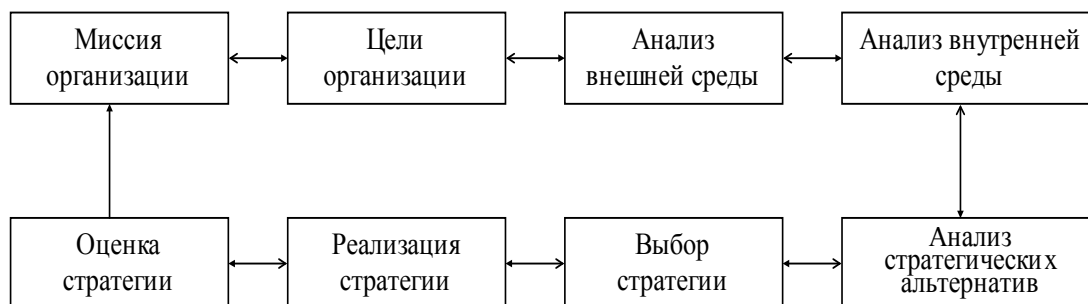 Миссия
организации
Цели
организации
Анализ
внешней среды
Анализ внутренней
среды
Оценка
стратегии
Реализация
стратегии
Выбор
стратегии
Анализ
стратегических
альтернатив